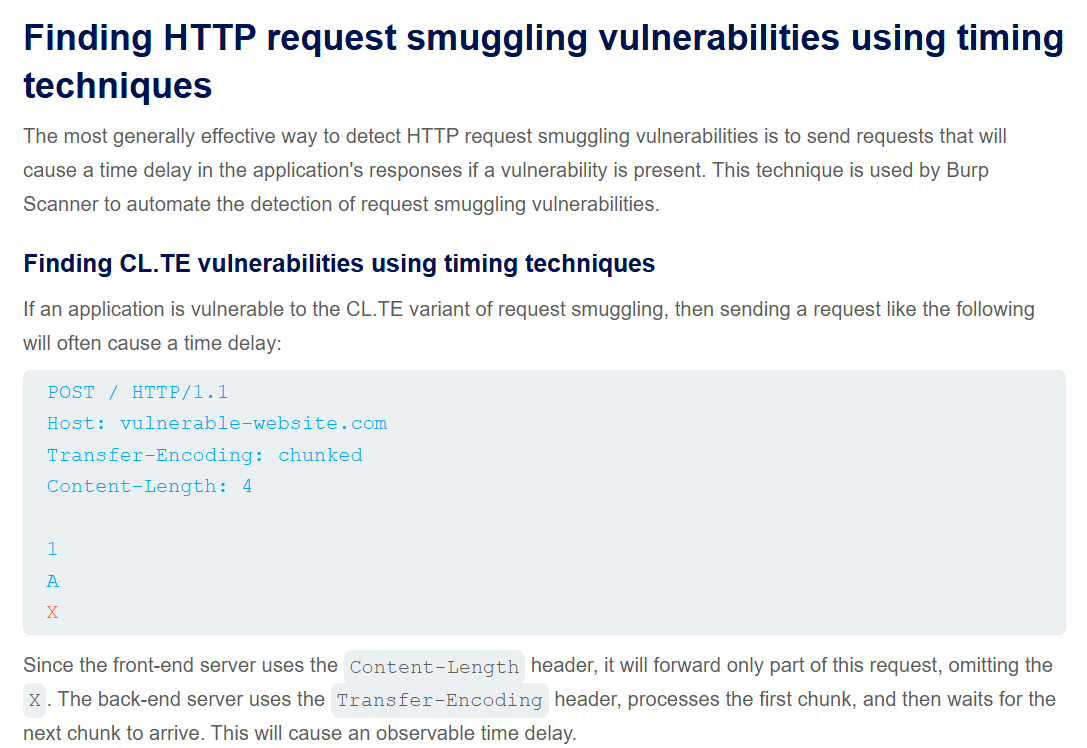 Finding HTTP request smuggling vulnerabilities using timing
techniques
The most generally effective way to detect HTTP request smuggling vulnerabilities is to send requests that will
cause a time delay in the application's responses if a vulnerability is present. This technique is used by Burp
Scanner to automate the detection of request smuggling vulnerabilities.
Finding CL.TE vulnerabilities using timing techniques
If an application is vulnerable to the CL.TE variant of request smuggling, then sending a request like the following
will often cause a time delay:
POST / HTTP/1.1
Host: vulnerable-website.com
Transfer-Encoding: chunked
Content-Length: 4
1
A
X
Since the front-end server uses the Content-Length header, it will forward only part of this request, omitting the
X. The back-end server uses the Transfer-Encoding header, processes the first chunk, and then waits for the
next chunk to arrive. This will cause an observable time delay.